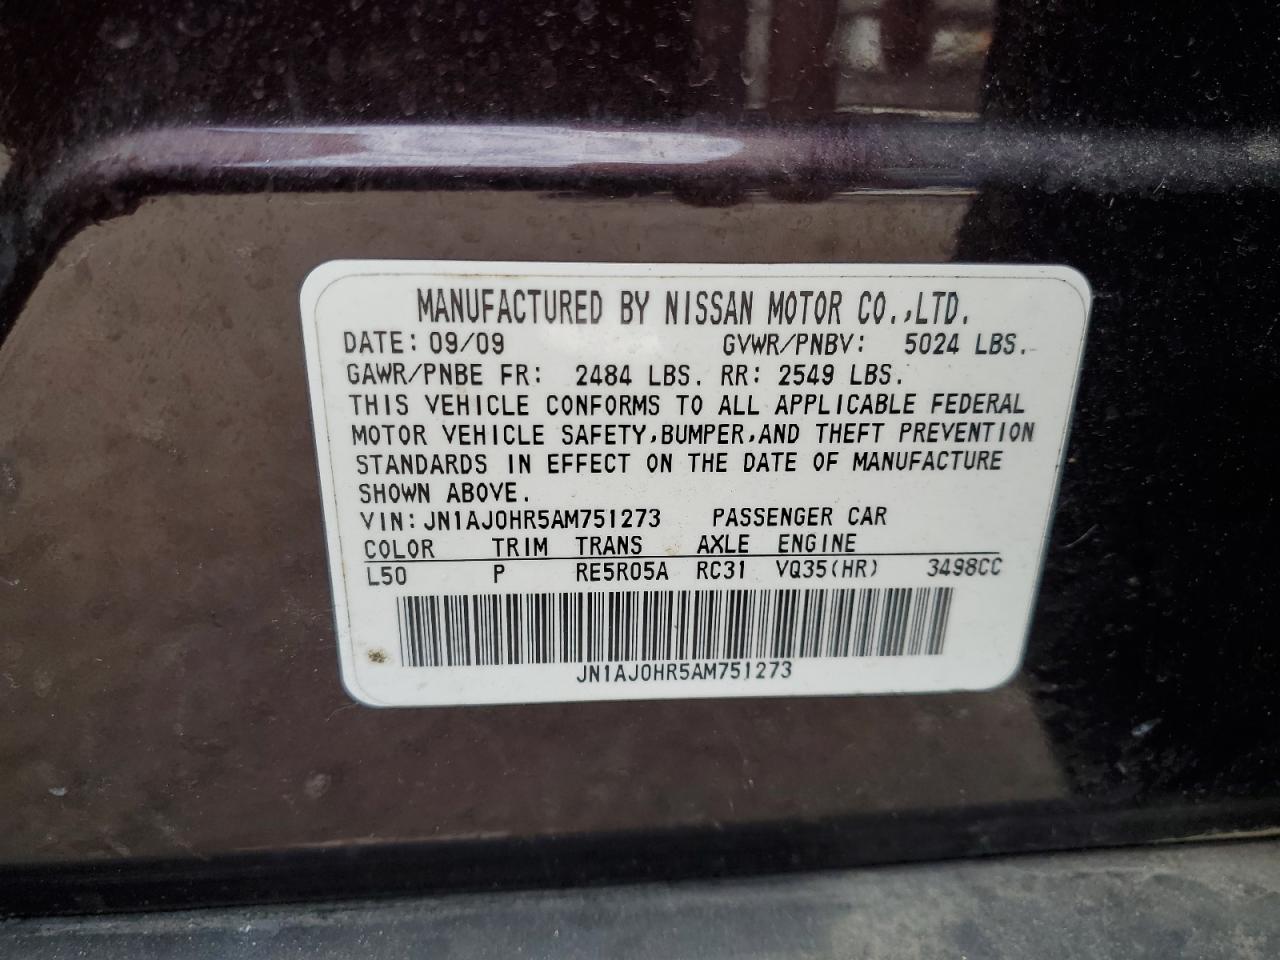 MANUFACTURED BY NISSAN MOTOR CO.,LTD.
DATE: 09/09 GVWR/PNBV: 5024 LBS.
GAWR/PNBE FR: 2484 LBS. RR: 2549 LBS.
THIS VEHICLE CONFORMS TO ALL APPLICABLE FEDERAL
MOTOR VEHICLE SAFETY,BUMPER,AND THEFT PREVENTION
STANDARDS IN EFFECT ON THE DATE OF MANUFACTURE
SHOWN ABOVE.
VIN: JN1AJ0HR5AM751273 PASSENGER CAR
COLOR TRIM TRANS AXLE ENGINE
L50 P RE5R05A RC31 VQ35(HR) 3498CC
JN1AJ0HR5AM751273